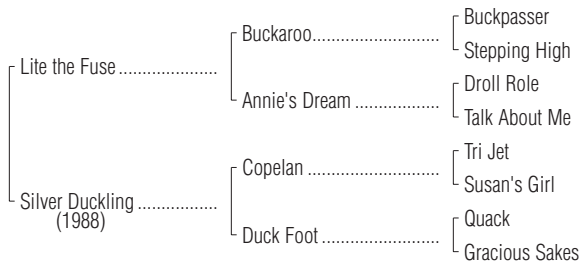 Buckpasser
Buckaroo........................................
Stepping High
Lite the Fuse.....................
Droll Role
Annie's Dream ..................
Talk About Me
Tri Jet
Copelan ............................
Susan's Girl
Silver Duckling.................
(1988)
Quack
Duck Foot.........................
Gracious Sakes